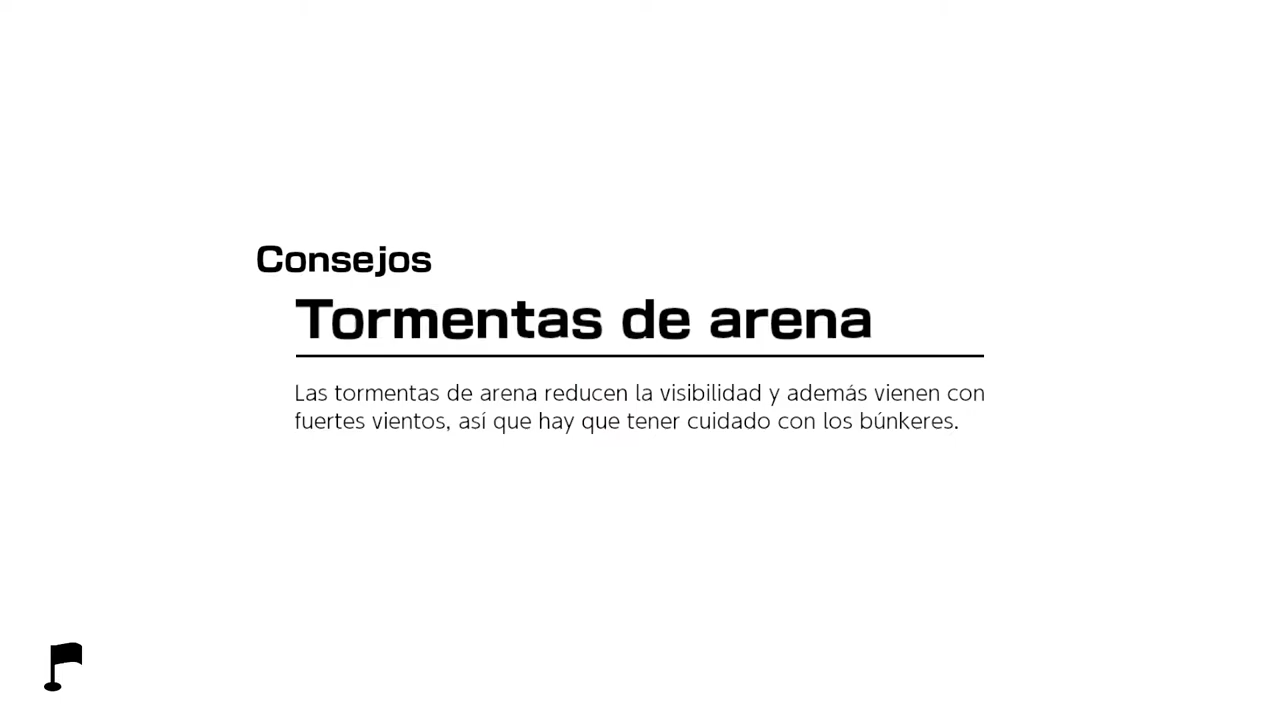 Consejos
Tormentas de arena
Las tormentas de arena reducen la visibilidad y además vienen con
fuertes vientos, así que hay que tener cuidado con los búnkeres.